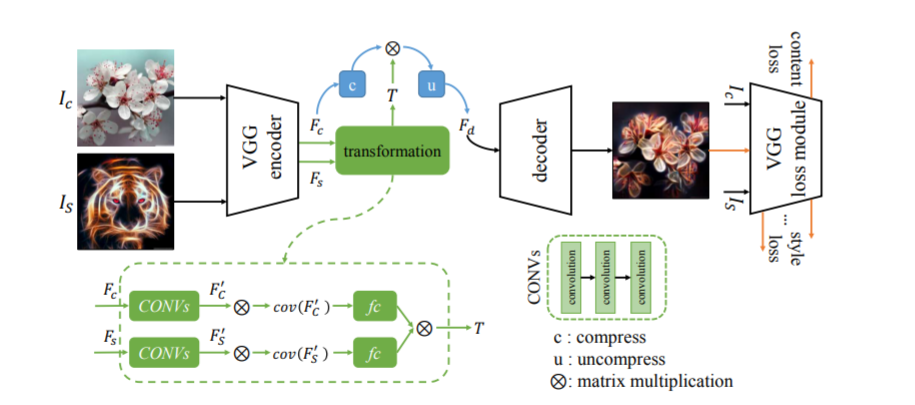 I_c
I_S
VGG
encoder
F_c
F_s
c
⊗
T
u
F_d
transformation
decoder
content
loss
I_c
I_S
VGG
loss moudule
...
style
loss
F_c
CONVs
F'_C
⊗
cov(F'_C)
fc
F_s
CONVs
F'_S
⊗
cov(F'_S)
fc
⊗
T
CONVs
convolution
convolution
convolution
c : compress
u : uncompress
⊗: matrix multiplication